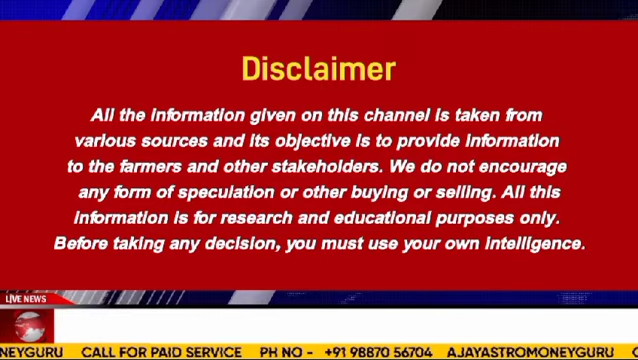 Disclaimer
All the information given on this channel is taken from
various sources and its objective is to provide information
to the farmers and other stakeholders. We do not encourage
any form of speculation or other buying or selling. All this
information is for research and educational purposes only.
Before taking any decision, you must use your own intelligence.
LIVE NEWS
NEYGURU CALL FOR PAID SERVICE PH NO - +91 98870 56704 AJAYASTROMONEYGURU